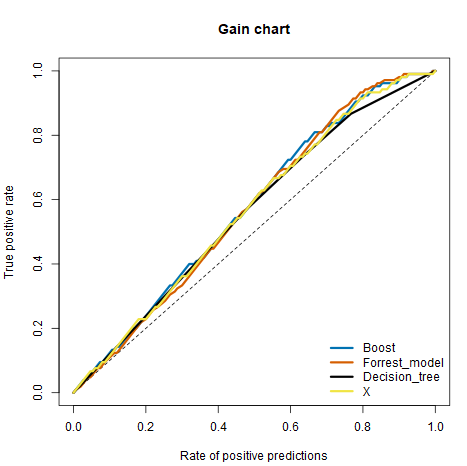 Gain chart
True positive rate
1.0
0.8
0.6
0.4
0.2
0.0
Boost
Forrest_model
Decision_tree
X
0.0 0.2 0.4 0.6 0.8 1.0
Rate of positive predictions